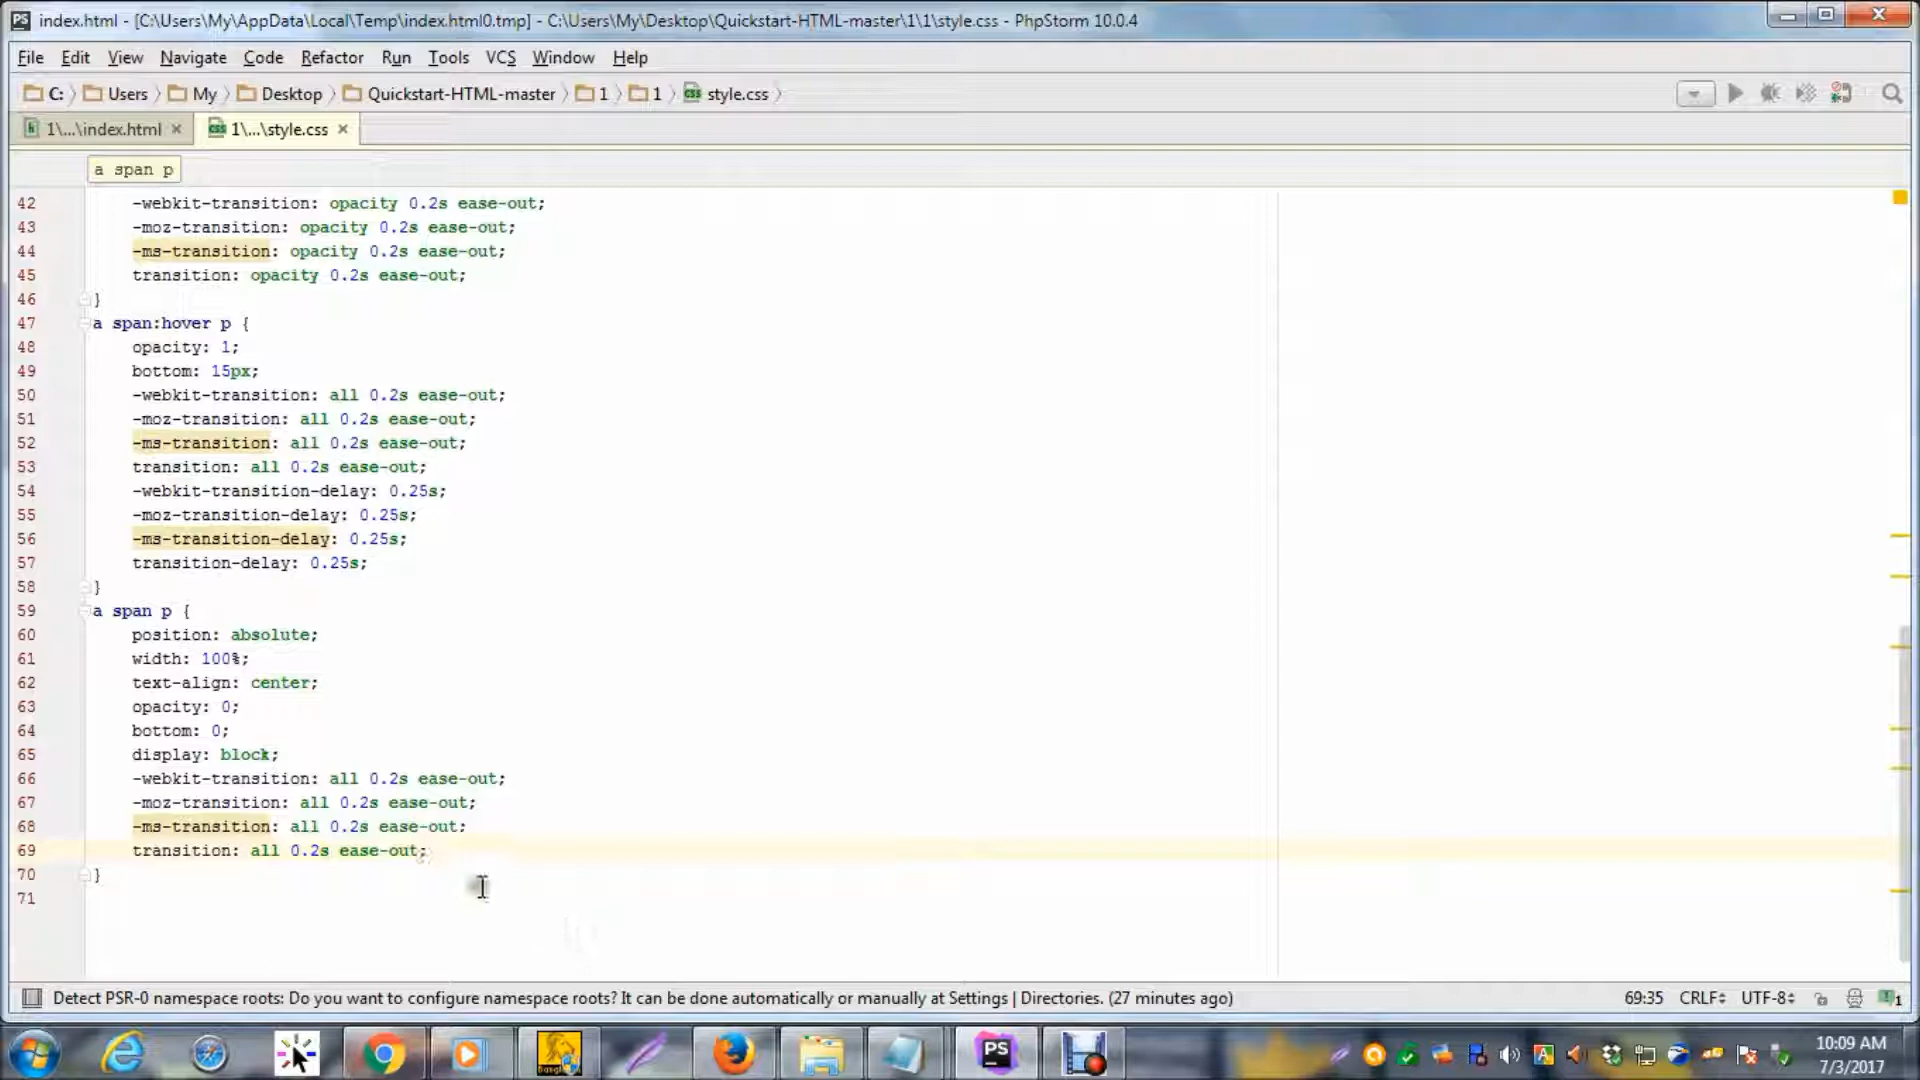 index.html - [C:\Users\My\AppData\Local\Temp\index.html0.tmp] - C:\Users\My\Desktop\Quickstart-HTML-master\1\1\style.css - PhpStorm 10.0.4
File Edit View Navigate Code Refactor Run Tools VCS Window Help
C: Users My Desktop Quickstart-HTML-master 1 1 style.css
1\...\index.html 1\...\style.css
a span p
42 -webkit-transition: opacity 0.2s ease-out;
43 -moz-transition: opacity 0.2s ease-out;
44 -ms-transition: opacity 0.2s ease-out;
45 transition: opacity 0.2s ease-out;
46 }
47 a span:hover p {
48 opacity: 1;
49 bottom: 15px;
50 -webkit-transition: all 0.2s ease-out;
51 -moz-transition: all 0.2s ease-out;
52 -ms-transition: all 0.2s ease-out;
53 transition: all 0.2s ease-out;
54 -webkit-transition-delay: 0.25s;
55 -moz-transition-delay: 0.25s;
56 -ms-transition-delay: 0.25s;
57 transition-delay: 0.25s;
58 }
59 a span p {
60 position: absolute;
61 width: 100%;
62 text-align: center;
63 opacity: 0;
64 bottom: 0;
65 display: block;
66 -webkit-transition: all 0.2s ease-out;
67 -moz-transition: all 0.2s ease-out;
68 -ms-transition: all 0.2s ease-out;
69 transition: all 0.2s ease-out;
70 }
71
Detect PSR-0 namespace roots: Do you want to configure namespace roots? It can be done automatically or manually at Settings | Directories. (27 minutes ago) 69:35 CRLF UTF-8 1
PS
10:09 AM
7/3/2017